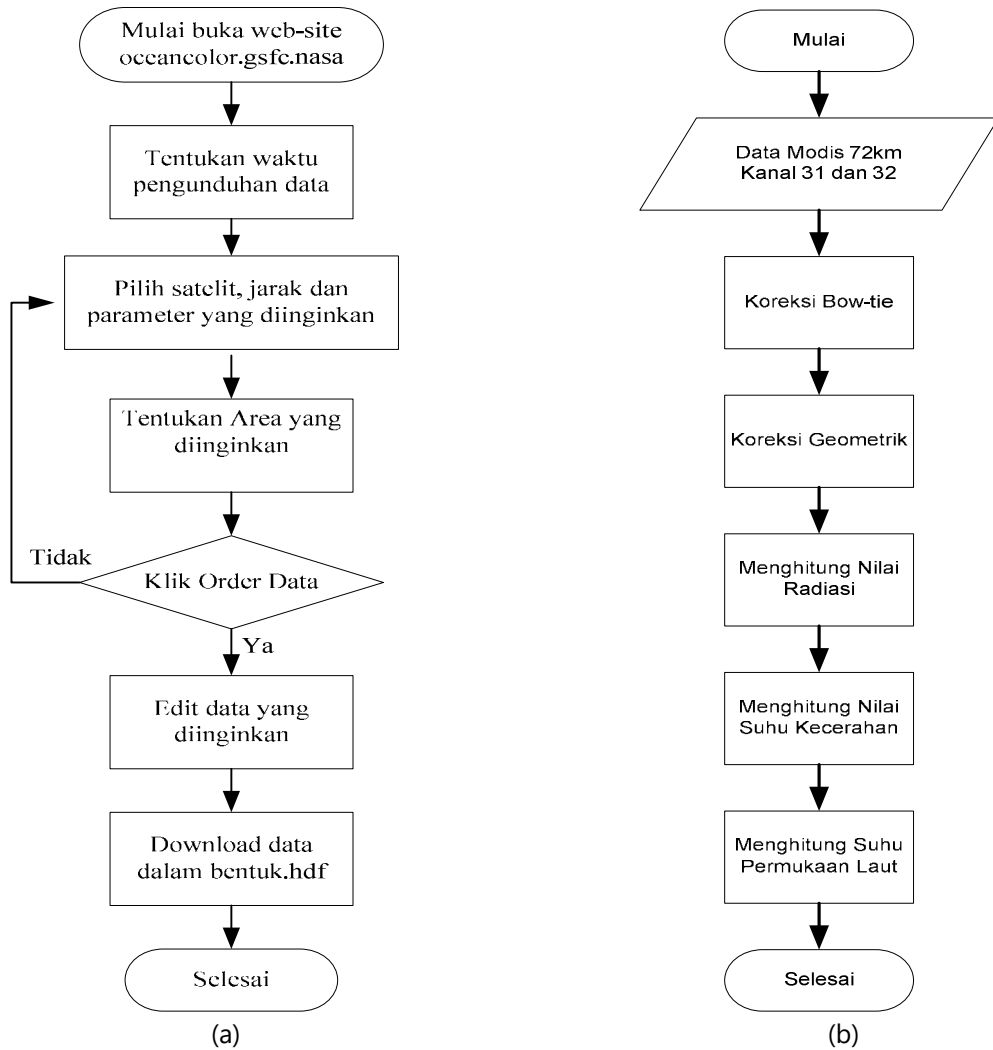 Mulai buka web-site
oceancolor.gsfc.nasa
Tentukan waktu
pengunduhan data
Pilih satelit, jarak dan
parameter yang diinginkan
Tentukan Area yang
diinginkan
Tidak
Klik Order Data
Ya
Edit data yang
diinginkan
Download data
dalam bentuk.hdf
Selesai
(a)
Mulai
Data Modis 72km
Kanal 31 dan 32
Koreksi Bow-tie
Koreksi Geometrik
Menghitung Nilai
Radiasi
Menghitung Nilai
Suhu Kecerahan
Menghitung Suhu
Permukaan Laut
Selesai
(b)